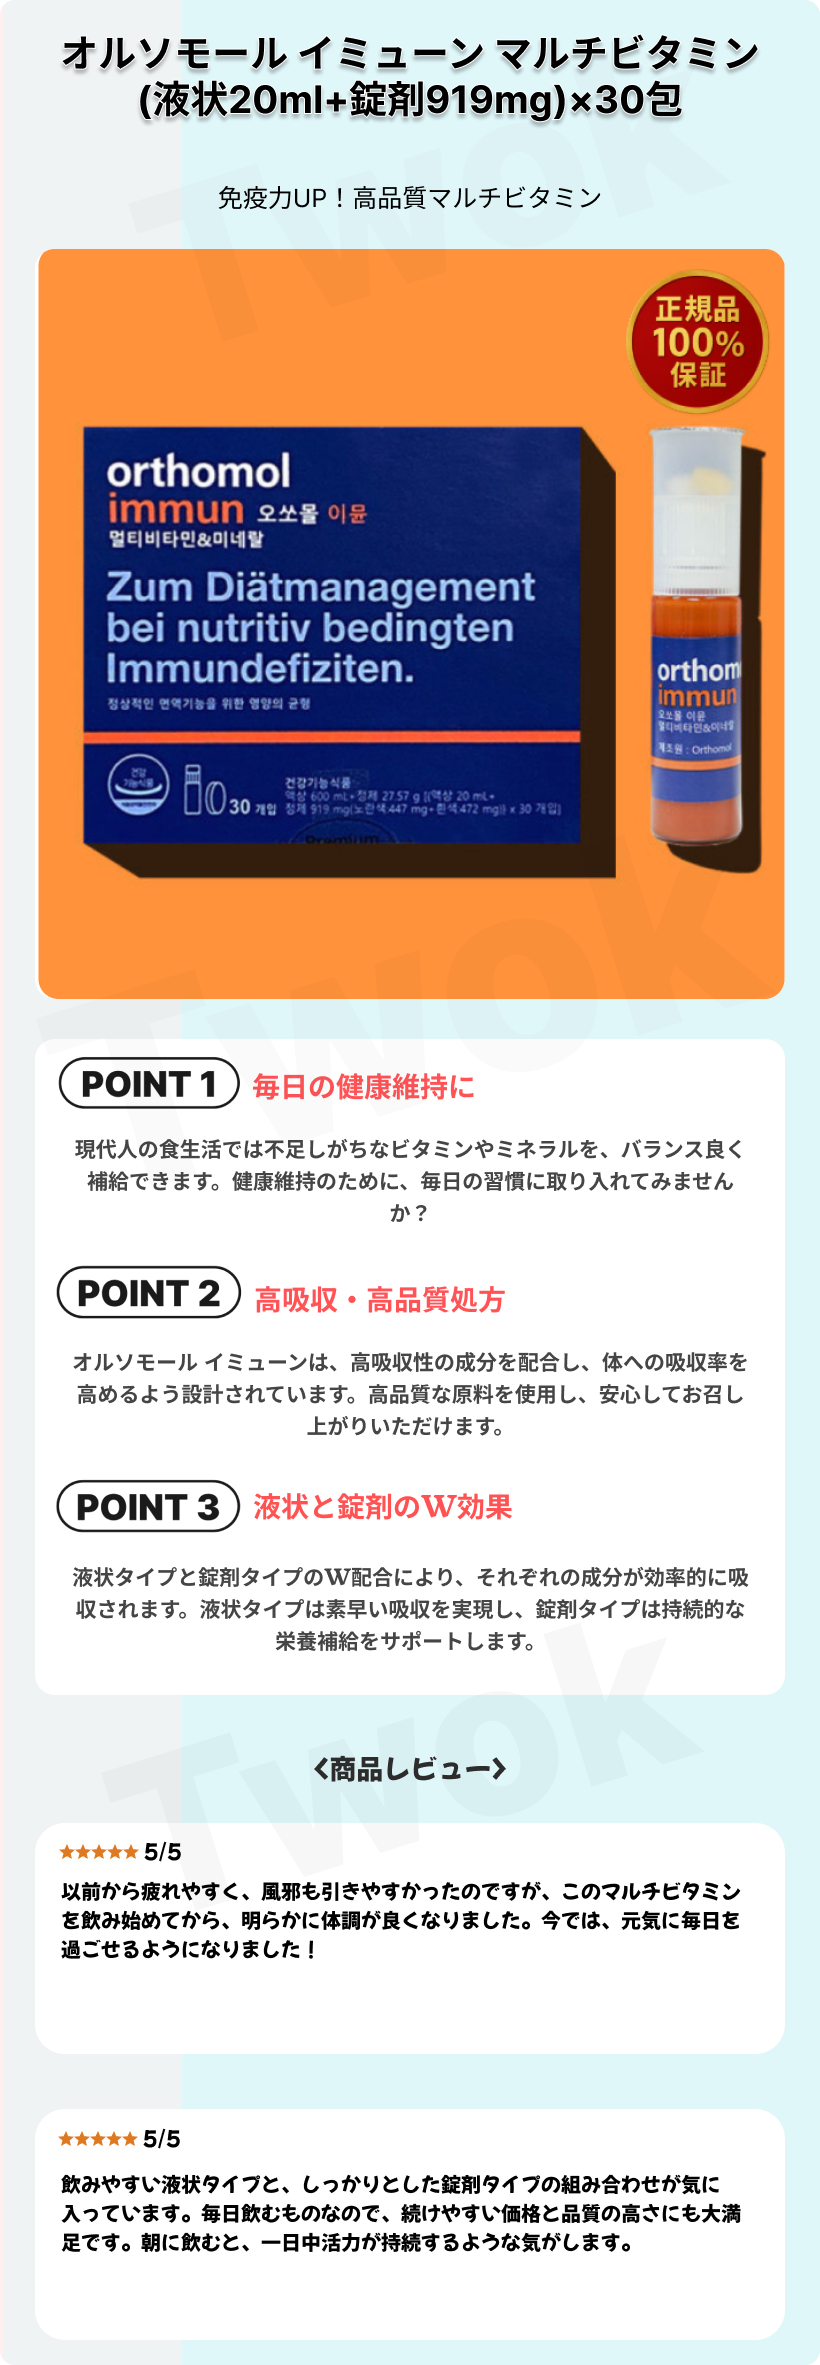 オルソモール イミューン マルチビタミン
(液状20ml+錠剤919mg)×30包
免疫力UP！高品質マルチビタミン
正規品
100%
保証
orthomol
immun 오쏘몰 이뮨
멀티비타민&미네랄
Zum Diätmanagement
bei nutritiv bedingten
Immundefiziten.
정상적인 면역기능을 위한 영양의 균형
건강
기능식품
30 개입
건강기능식품
액상 600 mL+정제 27.57 g [(액상 20 mL+
정제 919 mg(노란색:447 mg+흰색:472 mg)) x 30 개입]
Premium
orthom
immun
오쏘몰 이뮨
멀티비타민&미네랄
제조원 : Orthomol
POINT 1 毎日の健康維持に
現代人の食生活では不足しがちなビタミンやミネラルを、バランス良く
補給できます。健康維持のために、毎日の習慣に取り入れてみません
か？
POINT 2 高吸収・高品質処方
オルソモール イミューンは、高吸収性の成分を配合し、体への吸収率を
高めるよう設計されています。高品質な原料を使用し、安心してお召し
上がりいただけます。
POINT 3 液状と錠剤のW効果
液状タイプと錠剤タイプのW配合により、それぞれの成分が効率的に吸
収されます。液状タイプは素早い吸収を実現し、錠剤タイプは持続的な
栄養補給をサポートします。
<商品レビュー>
★★★★★ 5/5
以前から疲れやすく、風邪も引きやすかったのですが、このマルチビタミン
を飲み始めてから、明らかに体調が良くなりました。今では、元気に毎日を
過ごせるようになりました！
★★★★★ 5/5
飲みやすい液状タイプと、しっかりとした錠剤タイプの組み合わせが気に
入っています。毎日飲むものなので、続けやすい価格と品質の高さにも大満
足です。朝に飲むと、一日中活力が持続するような気がします。
Twok
Twok
Twok